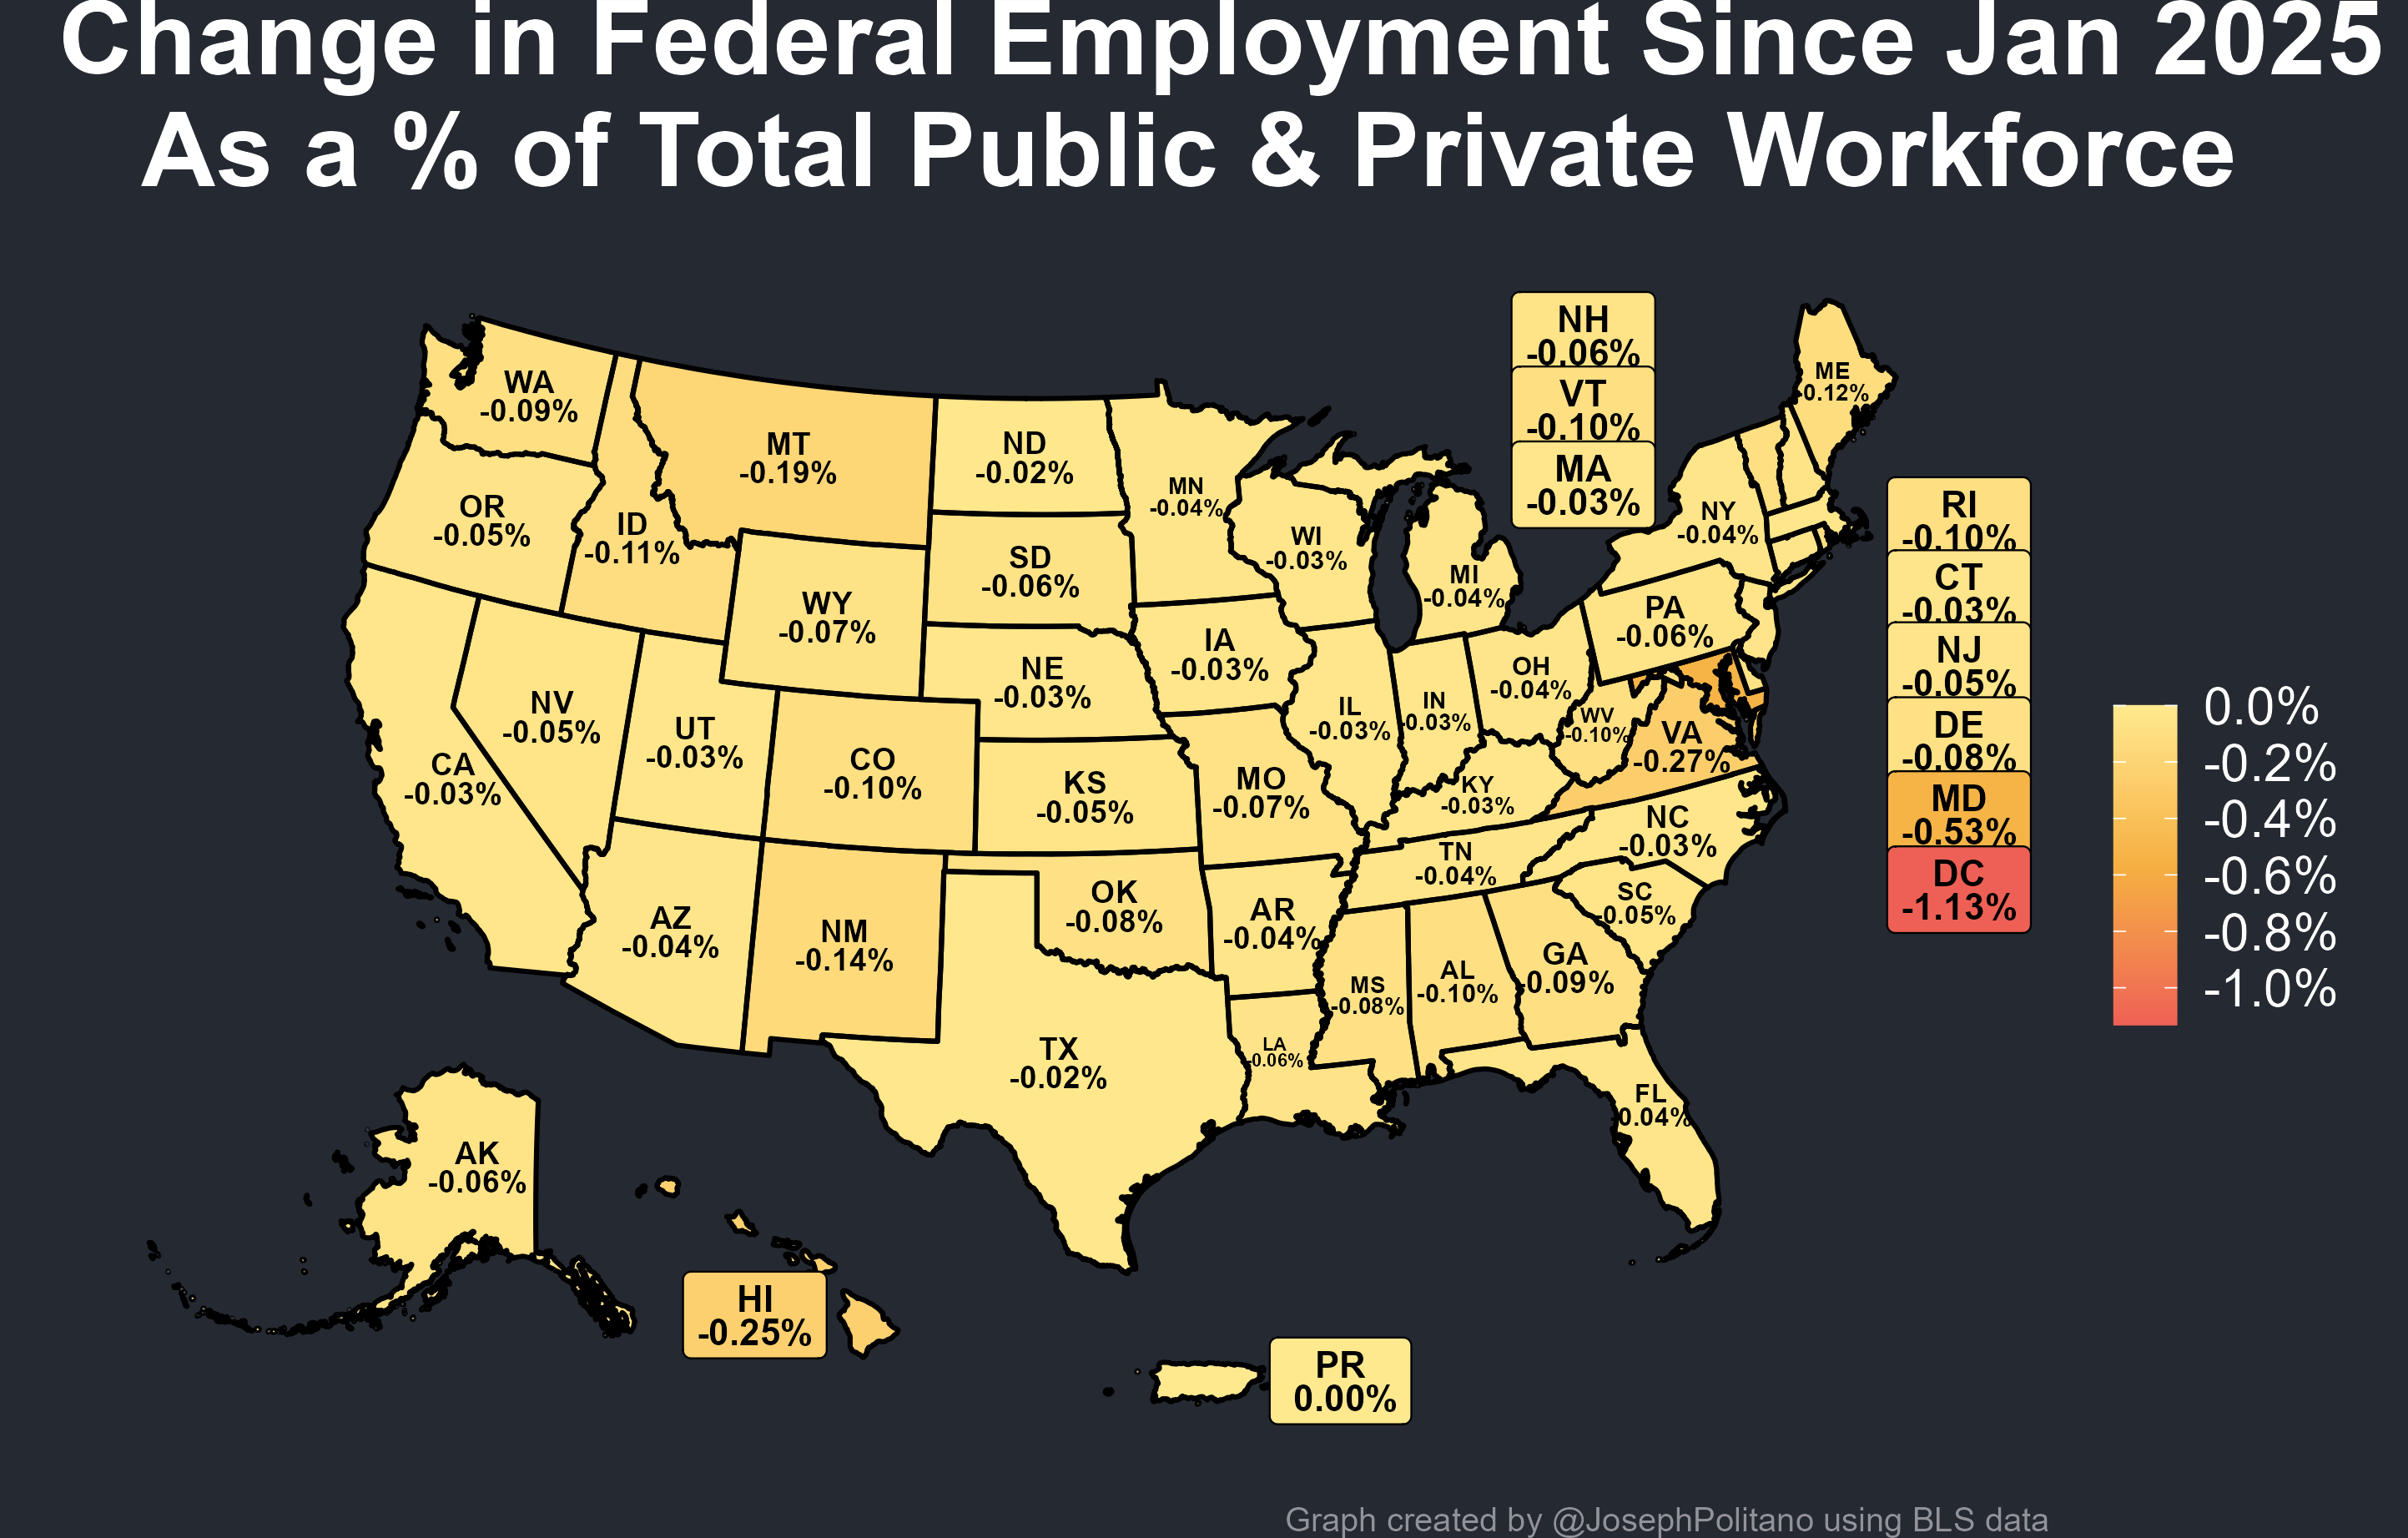 Change in Federal Employment Since Jan 2025
As a % of Total Public & Private Workforce
NH
-0.06%
VT
-0.10%
MA
-0.03%
ME
-0.12%
WA
-0.09%
MT
-0.19%
ND
-0.02%
MN
-0.04%
OR
-0.05%
ID
-0.11%
WI
-0.03%
NY
-0.04%
RI
-0.10%
CT
-0.03%
NJ
-0.05%
DE
-0.08%
MD
-0.53%
DC
-1.13%
SD
-0.06%
MI
-0.04%
WY
-0.07%
PA
-0.06%
IA
-0.03%
NE
-0.03%
OH
-0.04%
NV
-0.05%
UT
-0.03%
IL
-0.03%
IN
-0.03%
WV
-0.10%
VA
-0.27%
CA
-0.03%
CO
-0.10%
KS
-0.05%
MO
-0.07%
KY
-0.03%
NC
-0.03%
TN
-0.04%
SC
-0.05%
AZ
-0.04%
NM
-0.14%
OK
-0.08%
AR
-0.04%
GA
-0.09%
MS
-0.08%
AL
-0.10%
TX
-0.02%
LA
-0.06%
FL
-0.04%
AK
-0.06%
HI
-0.25%
PR
0.00%
0.0%
-0.2%
-0.4%
-0.6%
-0.8%
-1.0%
Graph created by @JosephPolitano using BLS data